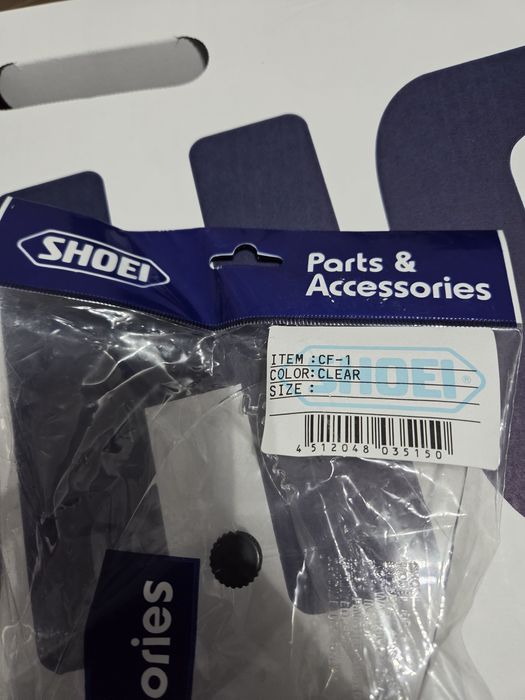 SHOEI
Parts &
Accessories
ITEM :CF-1
COLOR:CLEAR
SIZE :
SHOEI®
4 512048 035150
ories